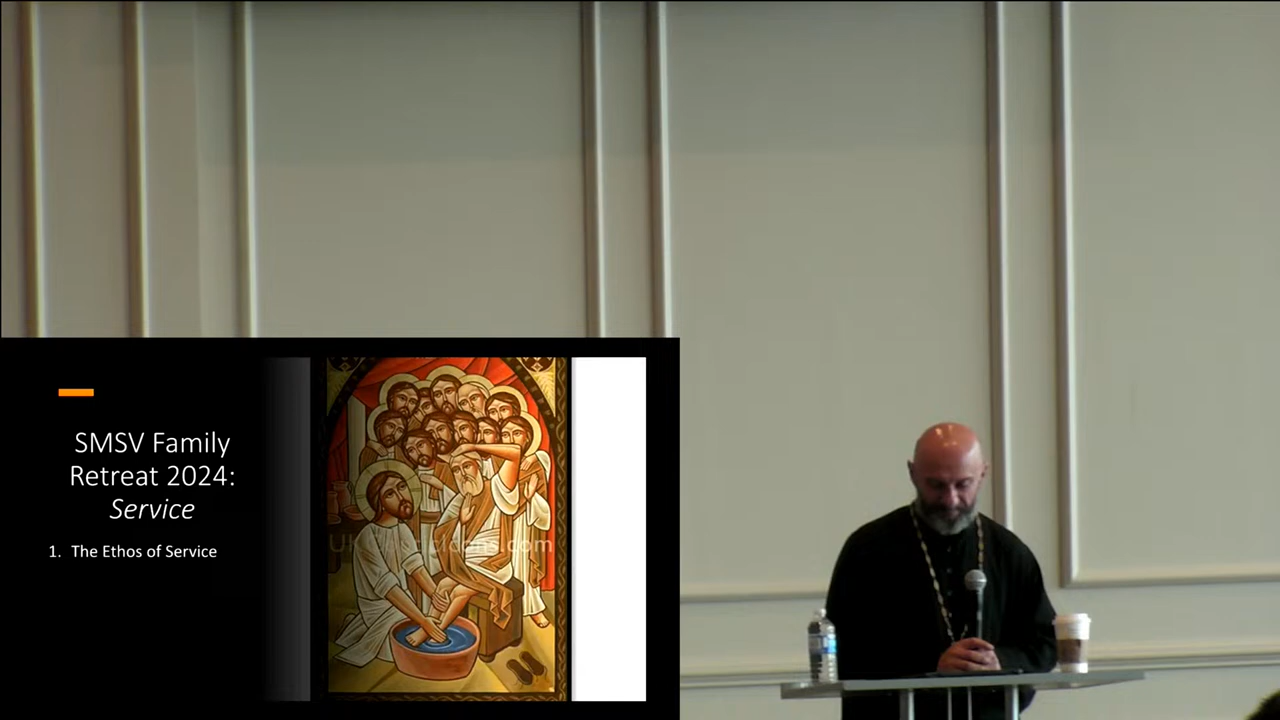 SMSV Family
Retreat 2024:
Service
1. The Ethos of Service